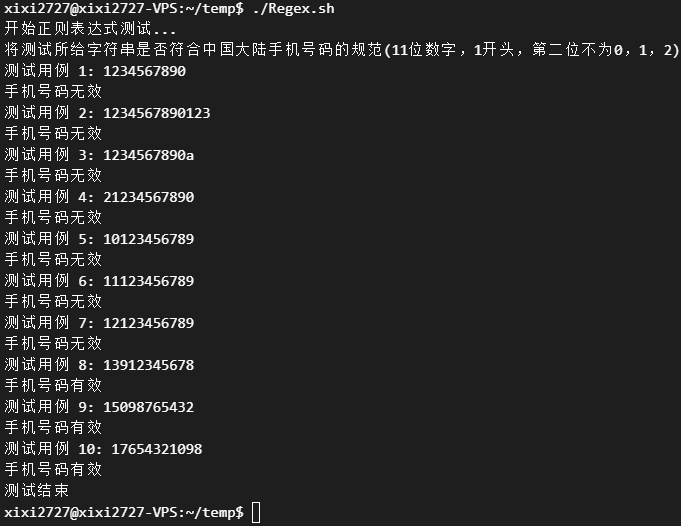 xixi2727@xixi2727-VPS:~/temp$ ./Regex.sh
开始正则表达式测试...
将测试所给字符串是否符合中国大陆手机号码的规范(11位数字，1开头，第二位不为0，1，2)
测试用例 1: 1234567890
手机号码无效
测试用例 2: 1234567890123
手机号码无效
测试用例 3: 1234567890a
手机号码无效
测试用例 4: 21234567890
手机号码无效
测试用例 5: 10123456789
手机号码无效
测试用例 6: 11123456789
手机号码无效
测试用例 7: 12123456789
手机号码无效
测试用例 8: 13912345678
手机号码有效
测试用例 9: 15098765432
手机号码有效
测试用例 10: 17654321098
手机号码有效
测试结束
xixi2727@xixi2727-VPS:~/temp$